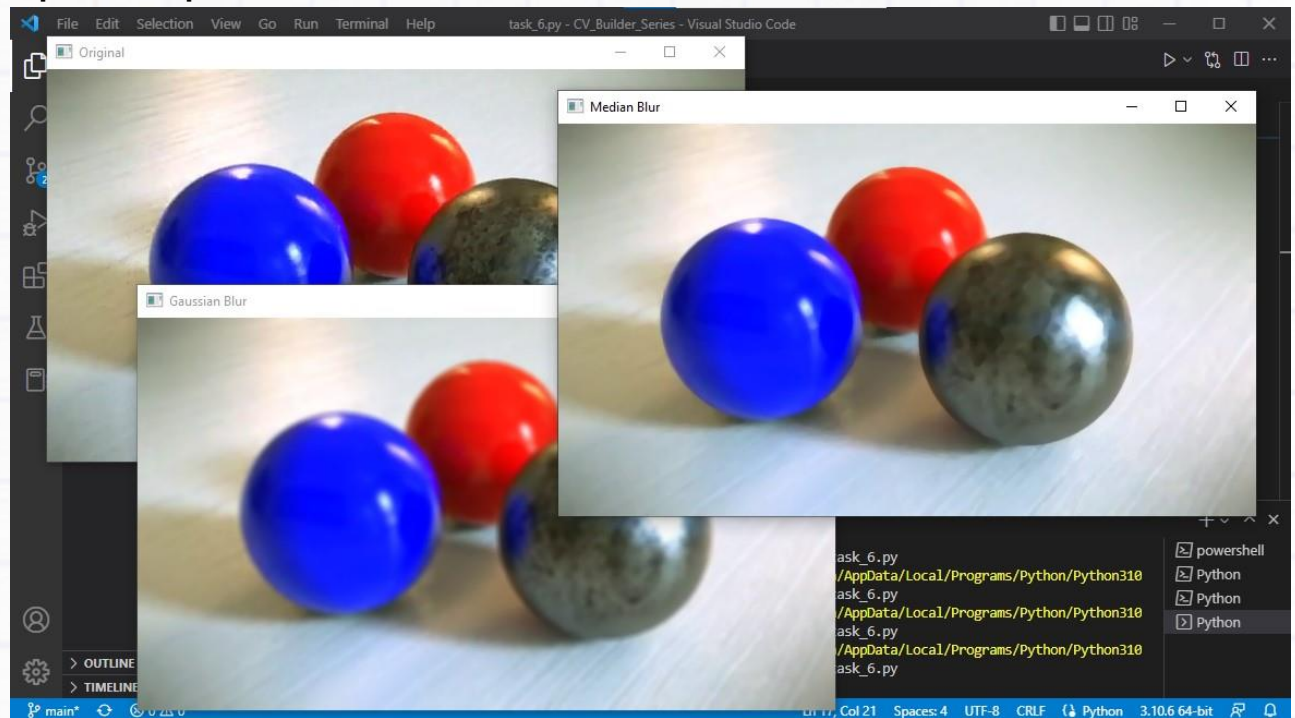 File Edit Selection View Go Run Terminal Help task_6.py - CV_Builder_Series - Visual Studio Code
Original
Median Blur
Gaussian Blur
ask_6.py
/AppData/Local/Programs/Python/Python310
ask_6.py
/AppData/Local/Programs/Python/Python310
ask_6.py
/AppData/Local/Programs/Python/Python310
ask_6.py
powershell
Python
Python
Python
OUTLINE
TIMELINE
main* Col 21 Spaces: 4 UTF-8 CRLF Python 3.10.6 64-bit